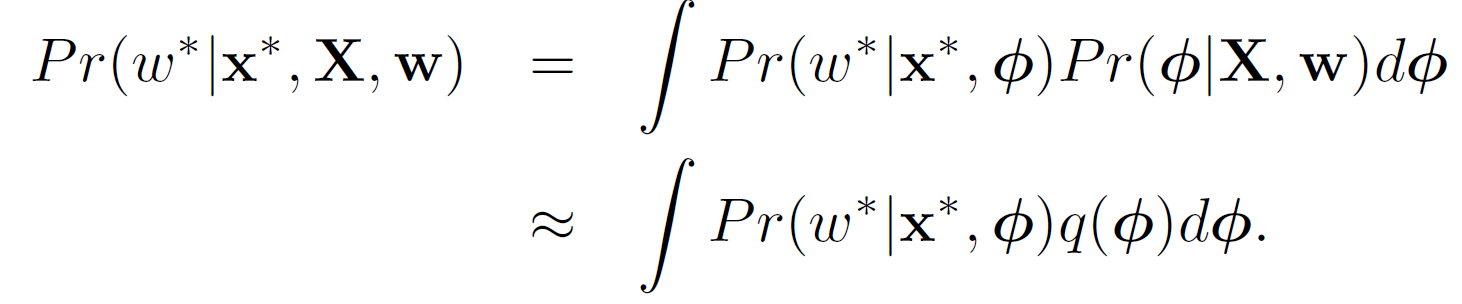 Pr(w*|x*, X, w) = ∫ Pr(w*|x*, ϕ)Pr(ϕ|X, w)dϕ
≈ ∫ Pr(w*|x*, ϕ)q(ϕ)dϕ.